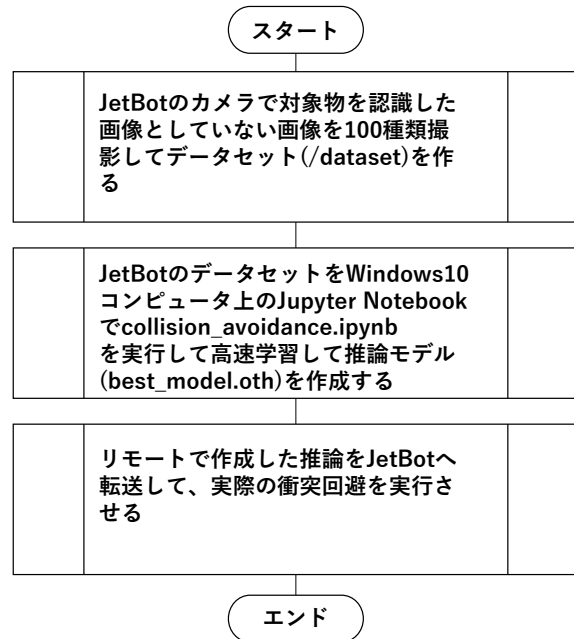 スタート
JetBotのカメラで対象物を認識した
画像としていない画像を100種類撮
影してデータセット(/dataset)を作
る
JetBotのデータセットをWindows10
コンピュータ上のJupyter Notebook
でcollision_avoidance.ipynb
を実行して高速学習して推論モデル
(best_model.oth)を作成する
リモートで作成した推論をJetBotへ
転送して、実際の衝突回避を実行さ
せる
エンド